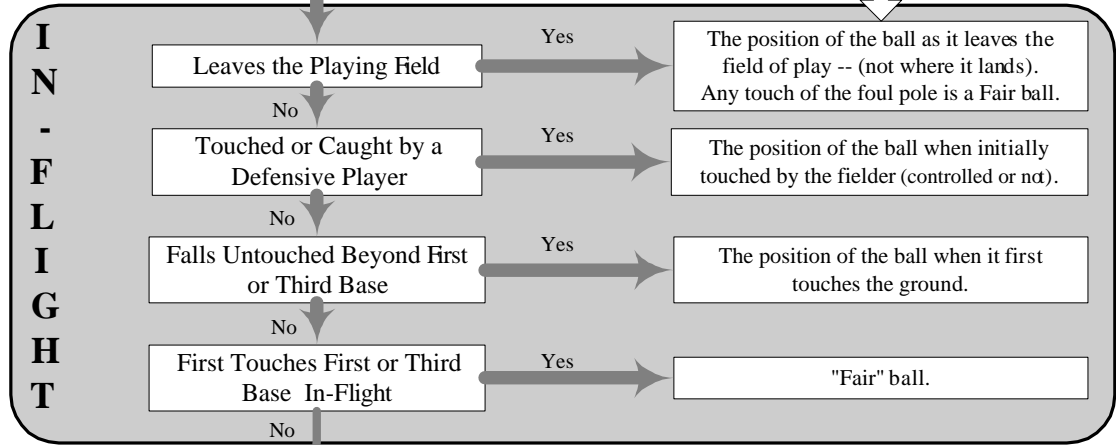 IN-FLIGHT
Leaves the Playing Field
Yes
The position of the ball as it leaves the
field of play -- (not where it lands).
Any touch of the foul pole is a Fair ball.
No
Touched or Caught by a
Defensive Player
Yes
The position of the ball when initially
touched by the fielder (controlled or not).
No
Falls Untouched Beyond First
or Third Base
Yes
The position of the ball when it first
touches the ground.
No
First Touches First or Third
Base In-Flight
Yes
"Fair" ball.
No